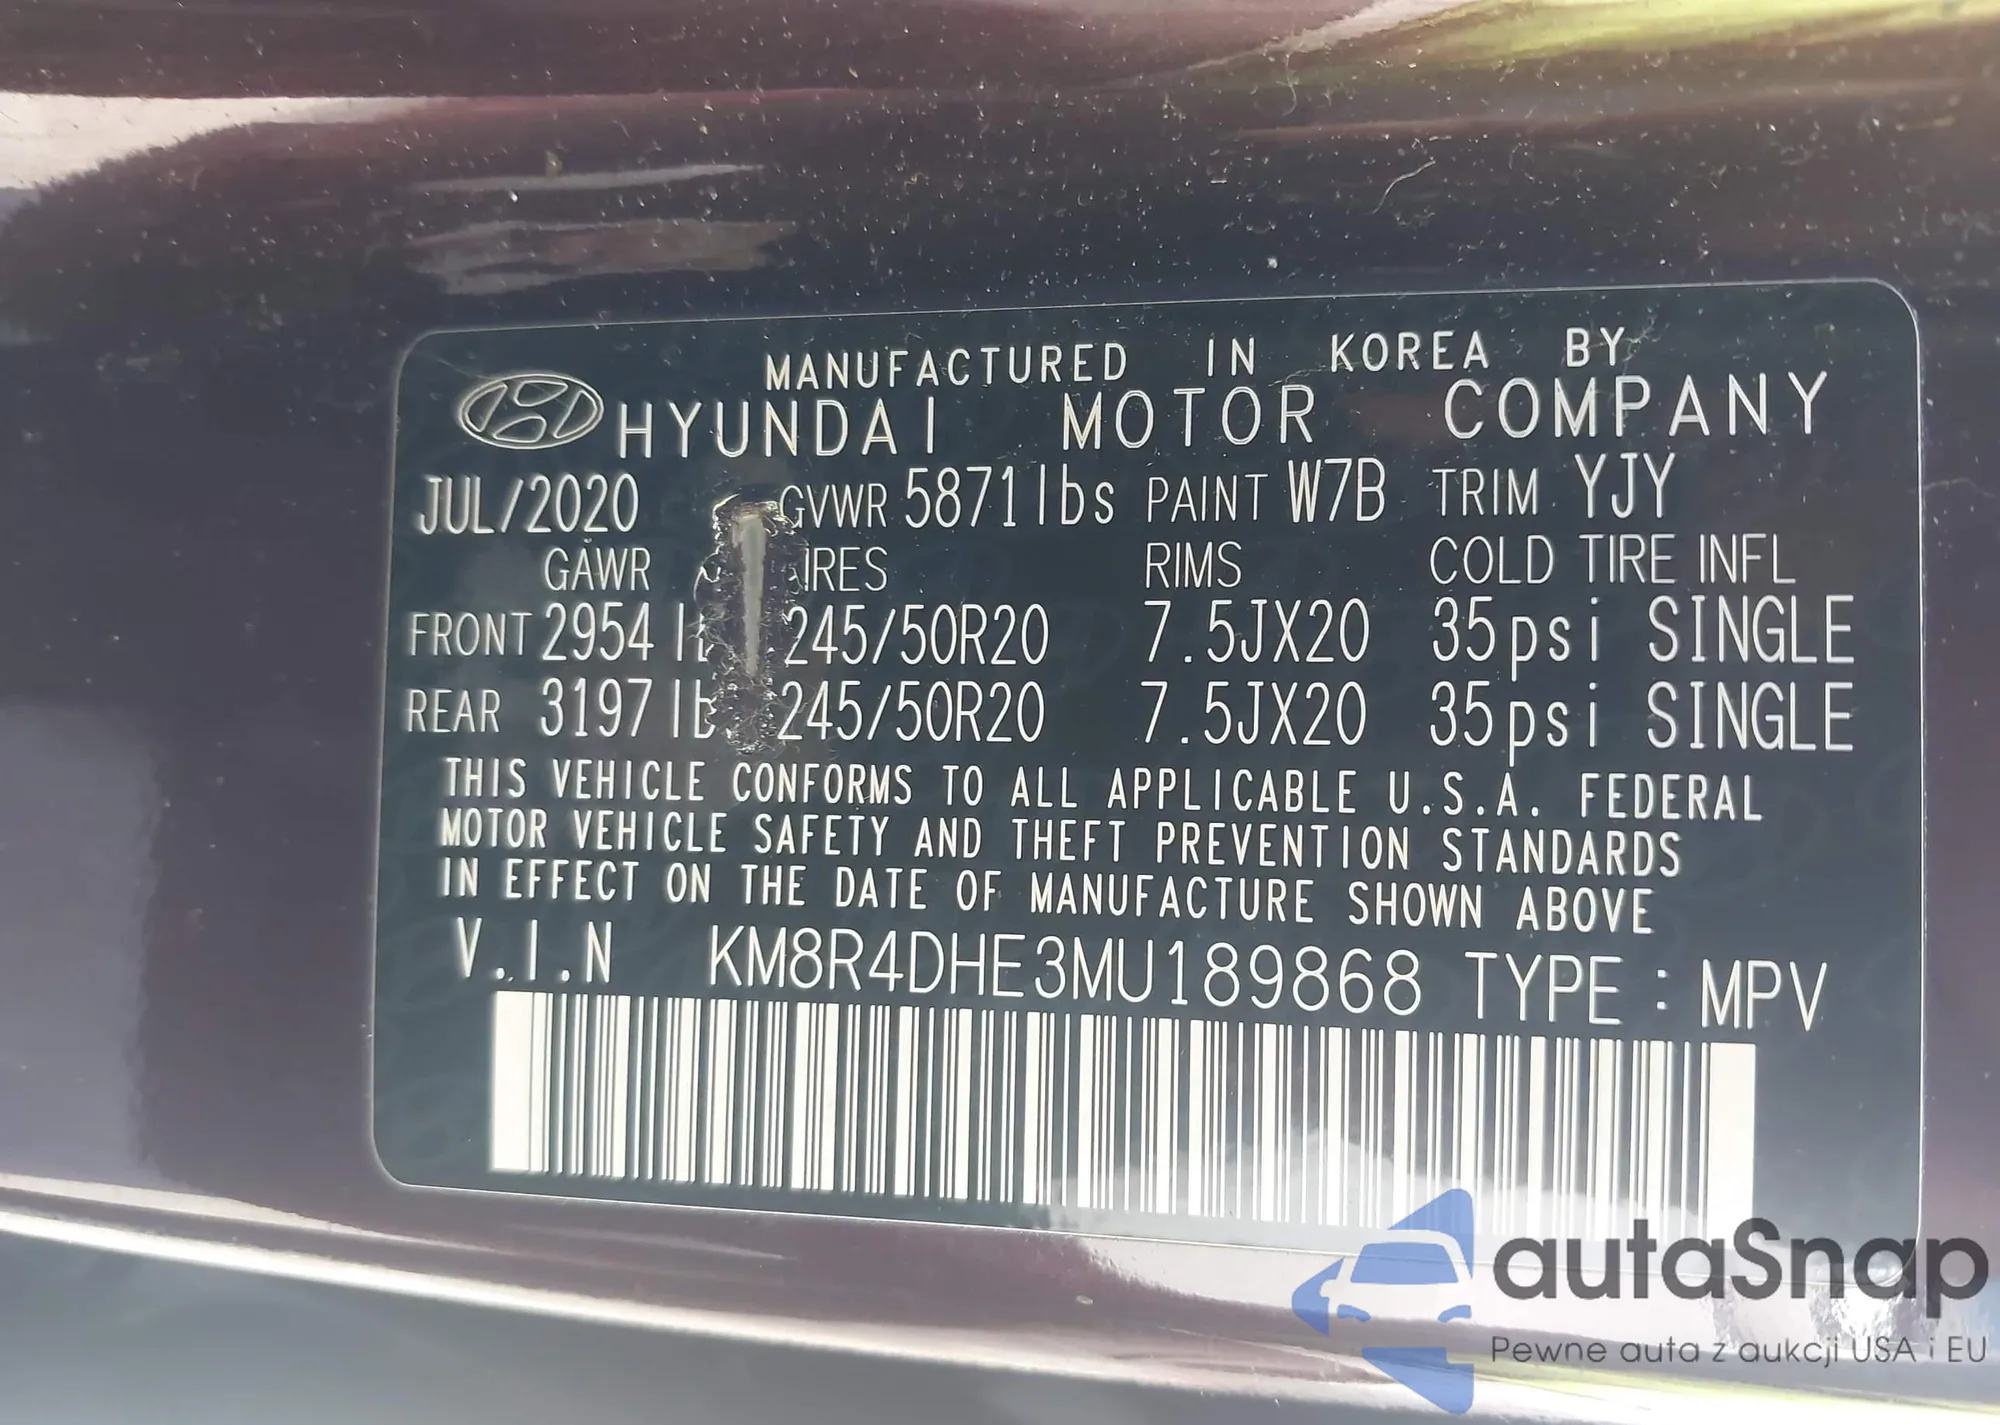 MANUFACTURED IN KOREA BY
HYUNDAI MOTOR COMPANY
JUL/2020 GVWR 5871lbs PAINT W7B TRIM YJY
GAWR IRES RIMS COLD TIRE INFL
FRONT 2954 lb 245/50R20 7.5JX20 35psi SINGLE
REAR 3197 lb 245/50R20 7.5JX20 35psi SINGLE
THIS VEHICLE CONFORMS TO ALL APPLICABLE U.S.A. FEDERAL
MOTOR VEHICLE SAFETY AND THEFT PREVENTION STANDARDS
IN EFFECT ON THE DATE OF MANUFACTURE SHOWN ABOVE
V.I.N KM8R4DHE3MU189868 TYPE : MPV
autaSnap
Pewne auta z aukcji USA i EU